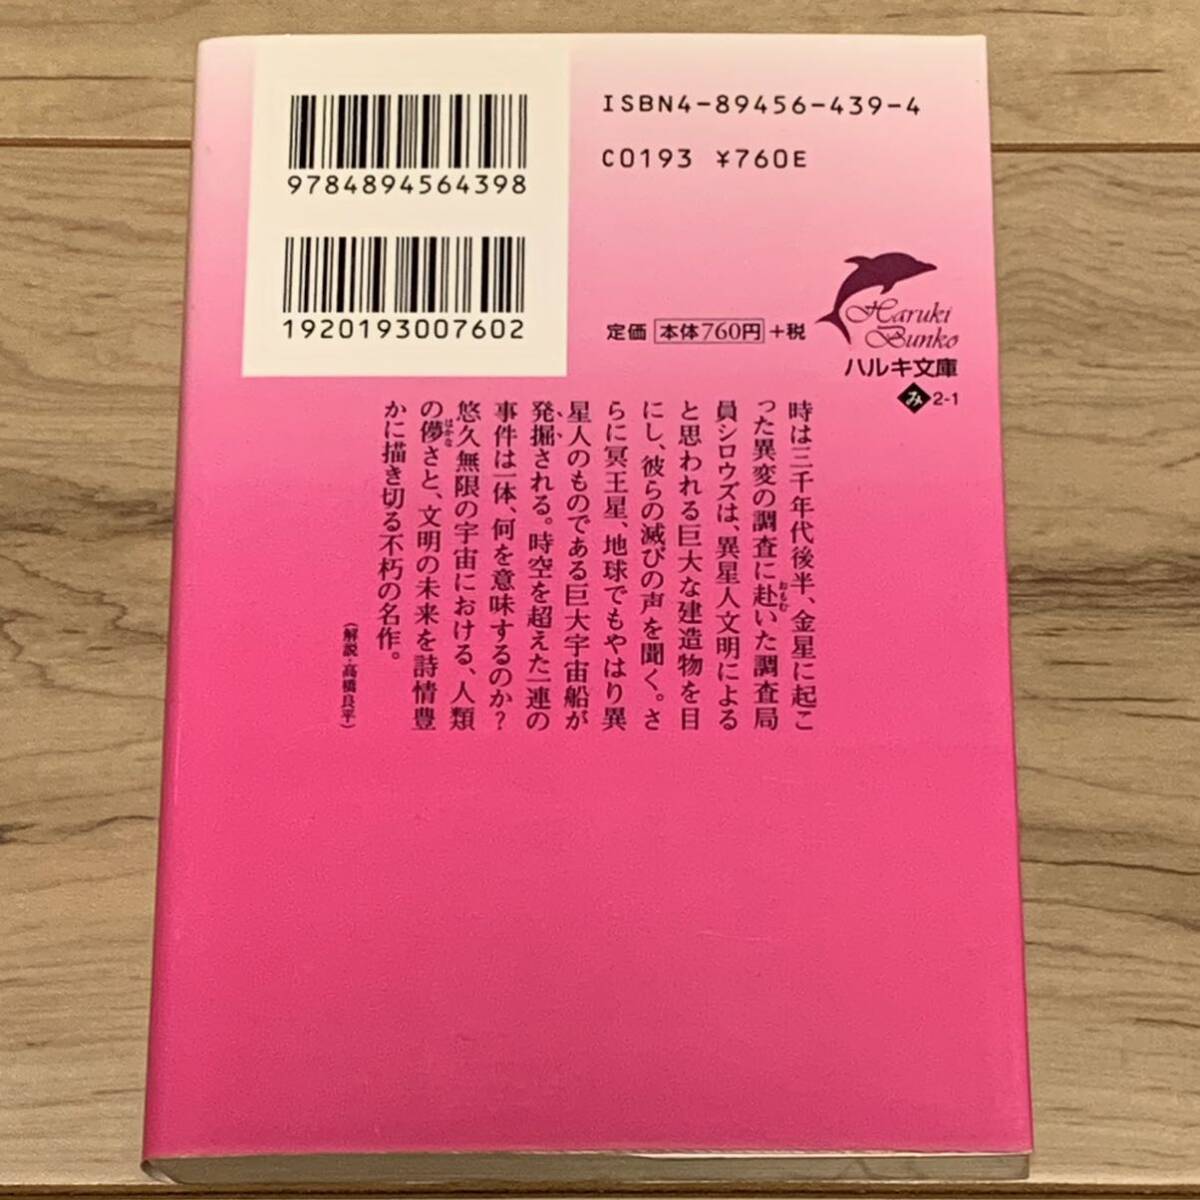 9784894564398
1920193007602
ISBN4-89456-439-4
C0193 ¥760E
定価 本体760円 +税
Haruki
Bunko
ハルキ文庫
み 2-1
時は三千年代後半、金星に起こ
った異変の調査に赴いた調査局
おもむ
員シロウズは、異星人文明による
と思われる巨大な建造物を目
にし、彼らの滅びの声を聞く。さ
らに冥王星、地球でもやはり異
星人のものである巨大宇宙船が
発掘される。時空を超えた一連の
事件は一体、何を意味するのか?
悠久無限の宇宙における、人類
の儚さと、文明の未来を詩情豊
はかな
かに描き切る不朽の名作。
(解説・高橋良平)